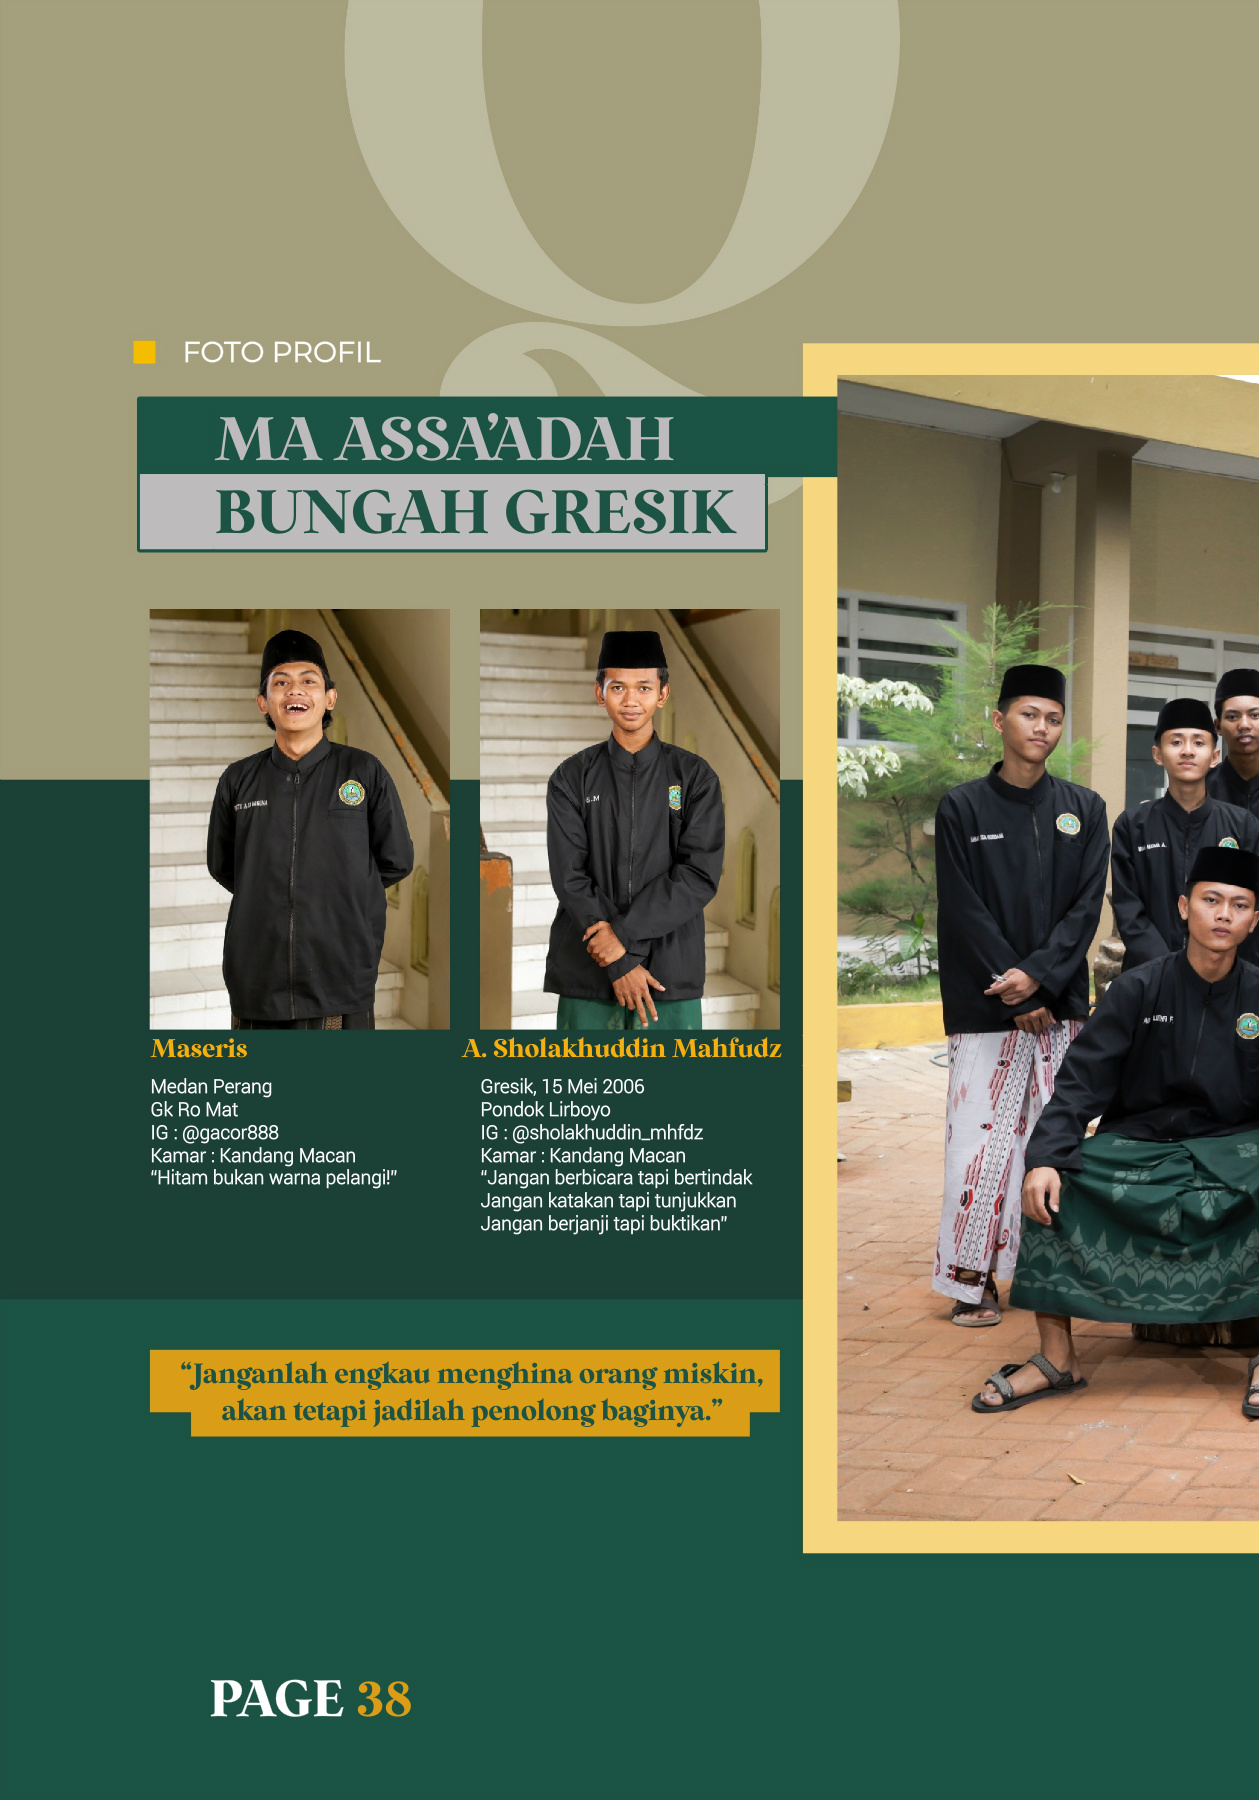 FOTO PROFIL
MA ASSA’ADAH
BUNGAH GRESIK
S..M
Maseris
Medan Perang
Gk Ro Mat
IG : @gacor888
Kamar : Kandang Macan
“Hitam bukan warna pelangi!”
A. Sholakhuddin Mahfudz
Gresik, 15 Mei 2006
Pondok Lirboyo
IG : @sholakhuddin_mhfdz
Kamar : Kandang Macan
“Jangan berbicara tapi bertindak
Jangan katakan tapi tunjukkan
Jangan berjanji tapi buktikan”
“Janganlah engkau menghina orang miskin,
akan tetapi jadilah penolong baginya.”
PAGE 38